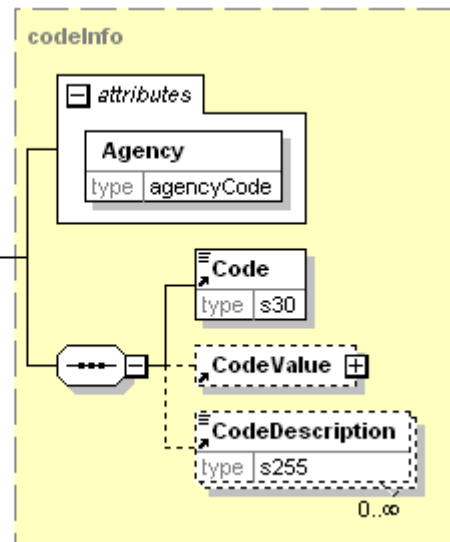 codeInfo
attributes
Agency
type agencyCode
Code
type s30
CodeValue
CodeDescription
type s255
0..∞